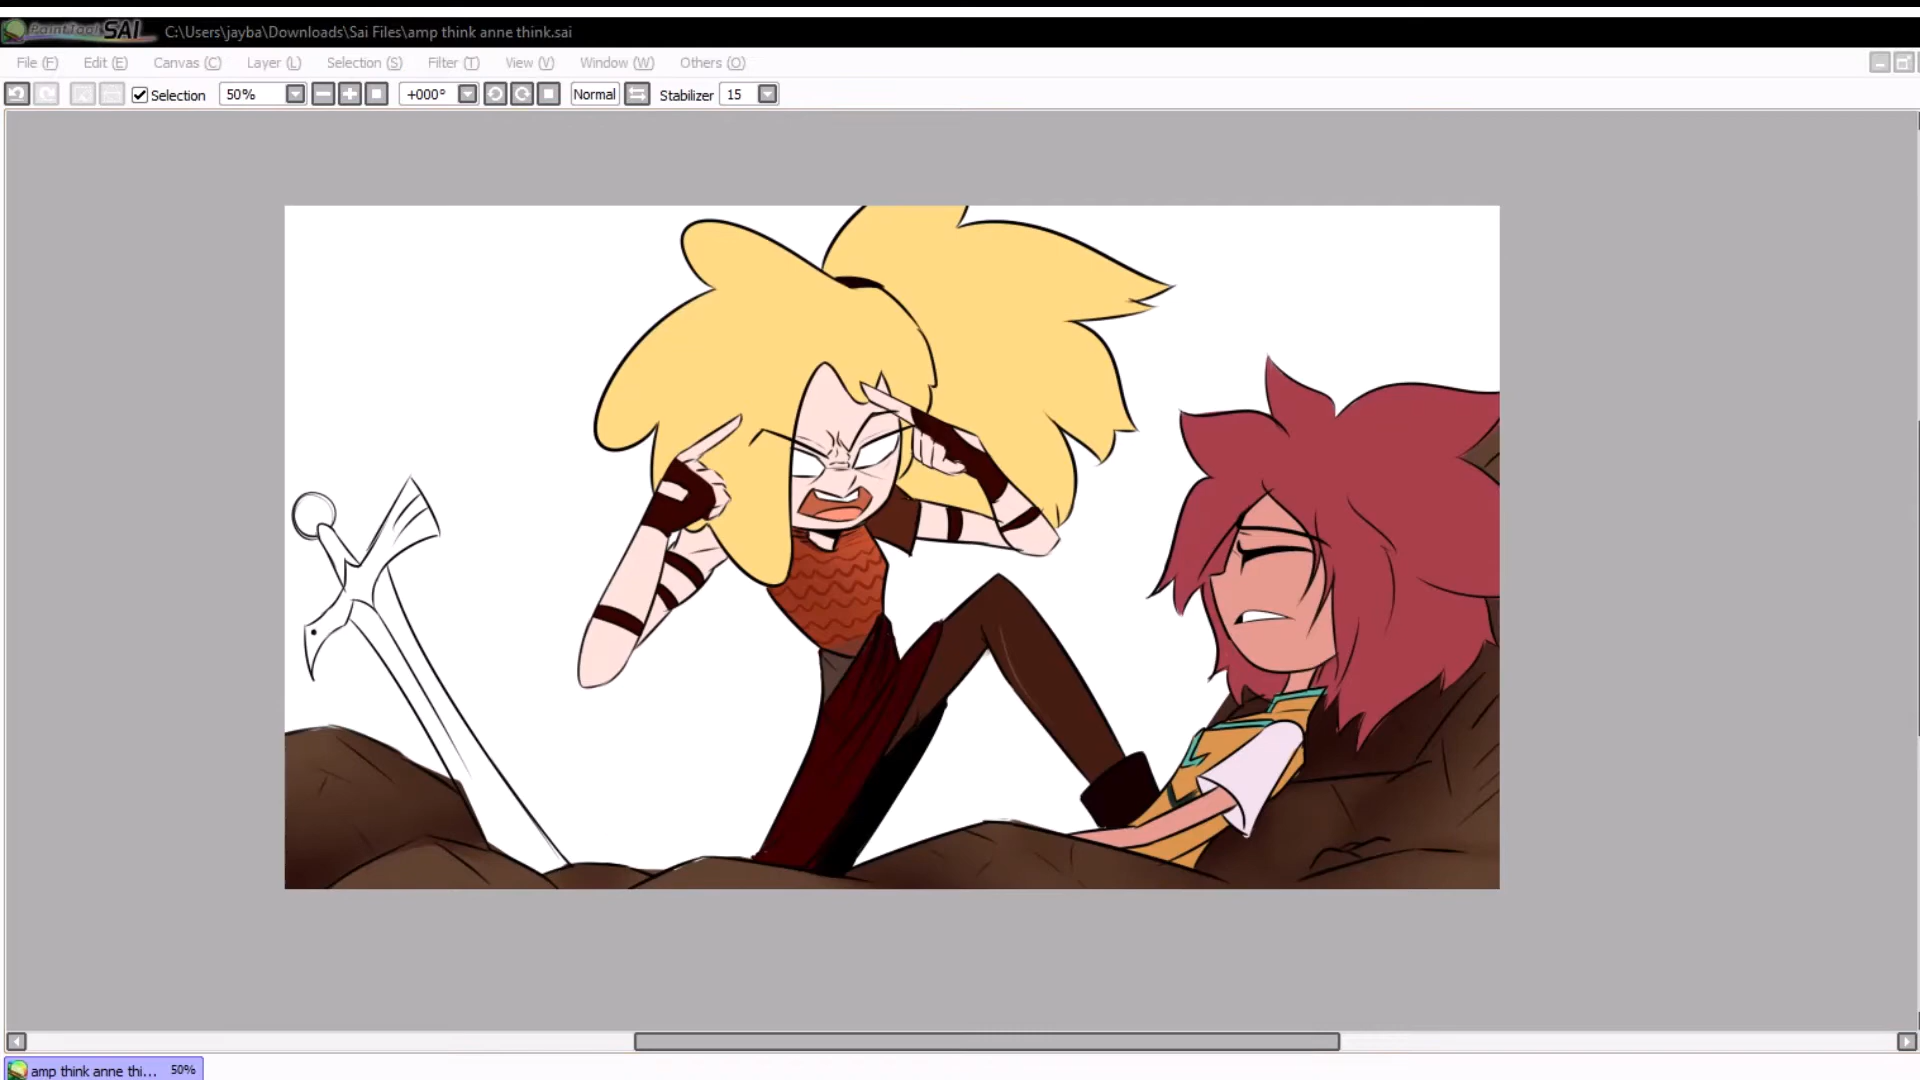 PaintTool SAI C:\Users\jayba\Downloads\Sai Files\amp think anne think.sai
File (F) Edit (E) Canvas (C) Layer (L) Selection (S) Filter (T) View (V) Window (W) Others (O)
Selection 50% +000° Normal Stabilizer 15
amp think anne thi... 50%